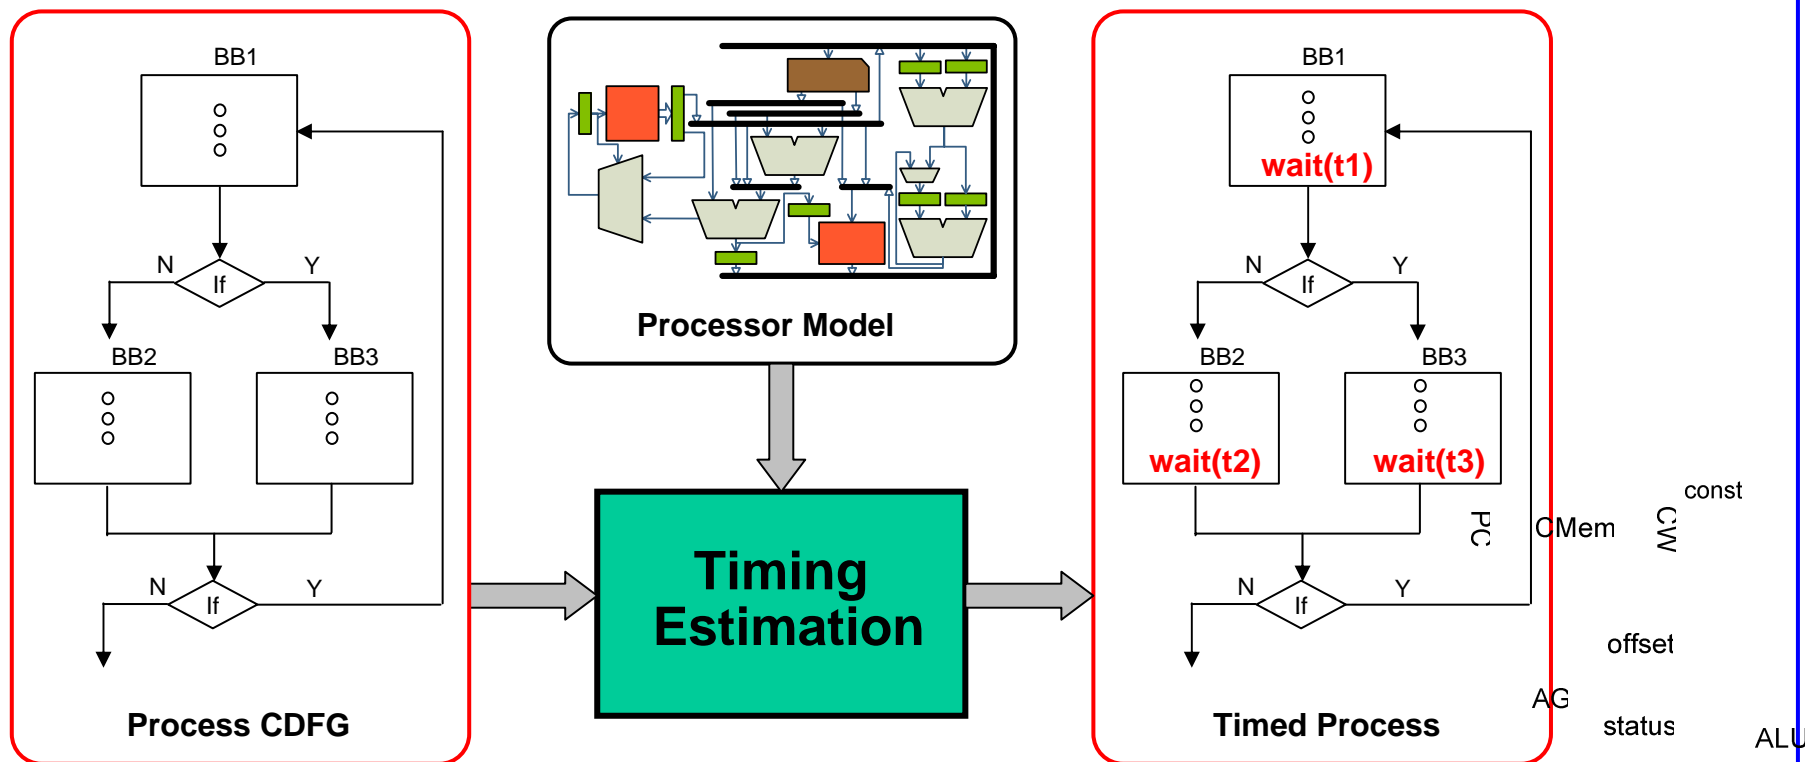 BB1
N
If
Y
BB2
BB3
N
If
Y
Process CDFG
Processor Model
Timing
Estimation
BB1
wait(t1)
N
If
Y
BB2
BB3
wait(t2)
wait(t3)
N
If
Y
Timed Process
const
PC
CMem
CW
offset
AG
status
ALU